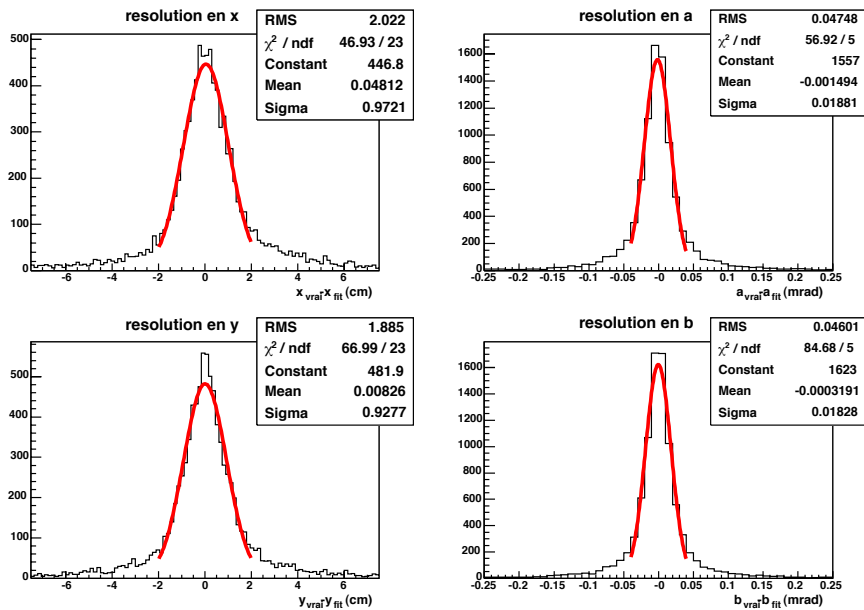 resolution en x
RMS 2.022
χ² / ndf 46.93 / 23
Constant 446.8
Mean 0.04812
Sigma 0.9721
500
400
300
200
100
0
-6 -4 -2 0 2 4 6
x_vrai-x_fit (cm)
resolution en a
RMS 0.04748
χ² / ndf 56.92 / 5
Constant 1557
Mean -0.001494
Sigma 0.01881
1600
1400
1200
1000
800
600
400
200
0
-0.25 -0.2 -0.15 -0.1 -0.05 -0 0.05 0.1 0.15 0.2 0.25
a_vrai-a_fit (mrad)
resolution en y
RMS 1.885
χ² / ndf 66.99 / 23
Constant 481.9
Mean 0.00826
Sigma 0.9277
500
400
300
200
100
0
-6 -4 -2 0 2 4 6
y_vrai-y_fit (cm)
resolution en b
RMS 0.04601
χ² / ndf 84.68 / 5
Constant 1623
Mean -0.0003191
Sigma 0.01828
1600
1400
1200
1000
800
600
400
200
0
-0.25 -0.2 -0.15 -0.1 -0.05 -0 0.05 0.1 0.15 0.2 0.25
b_vrai-b_fit (mrad)